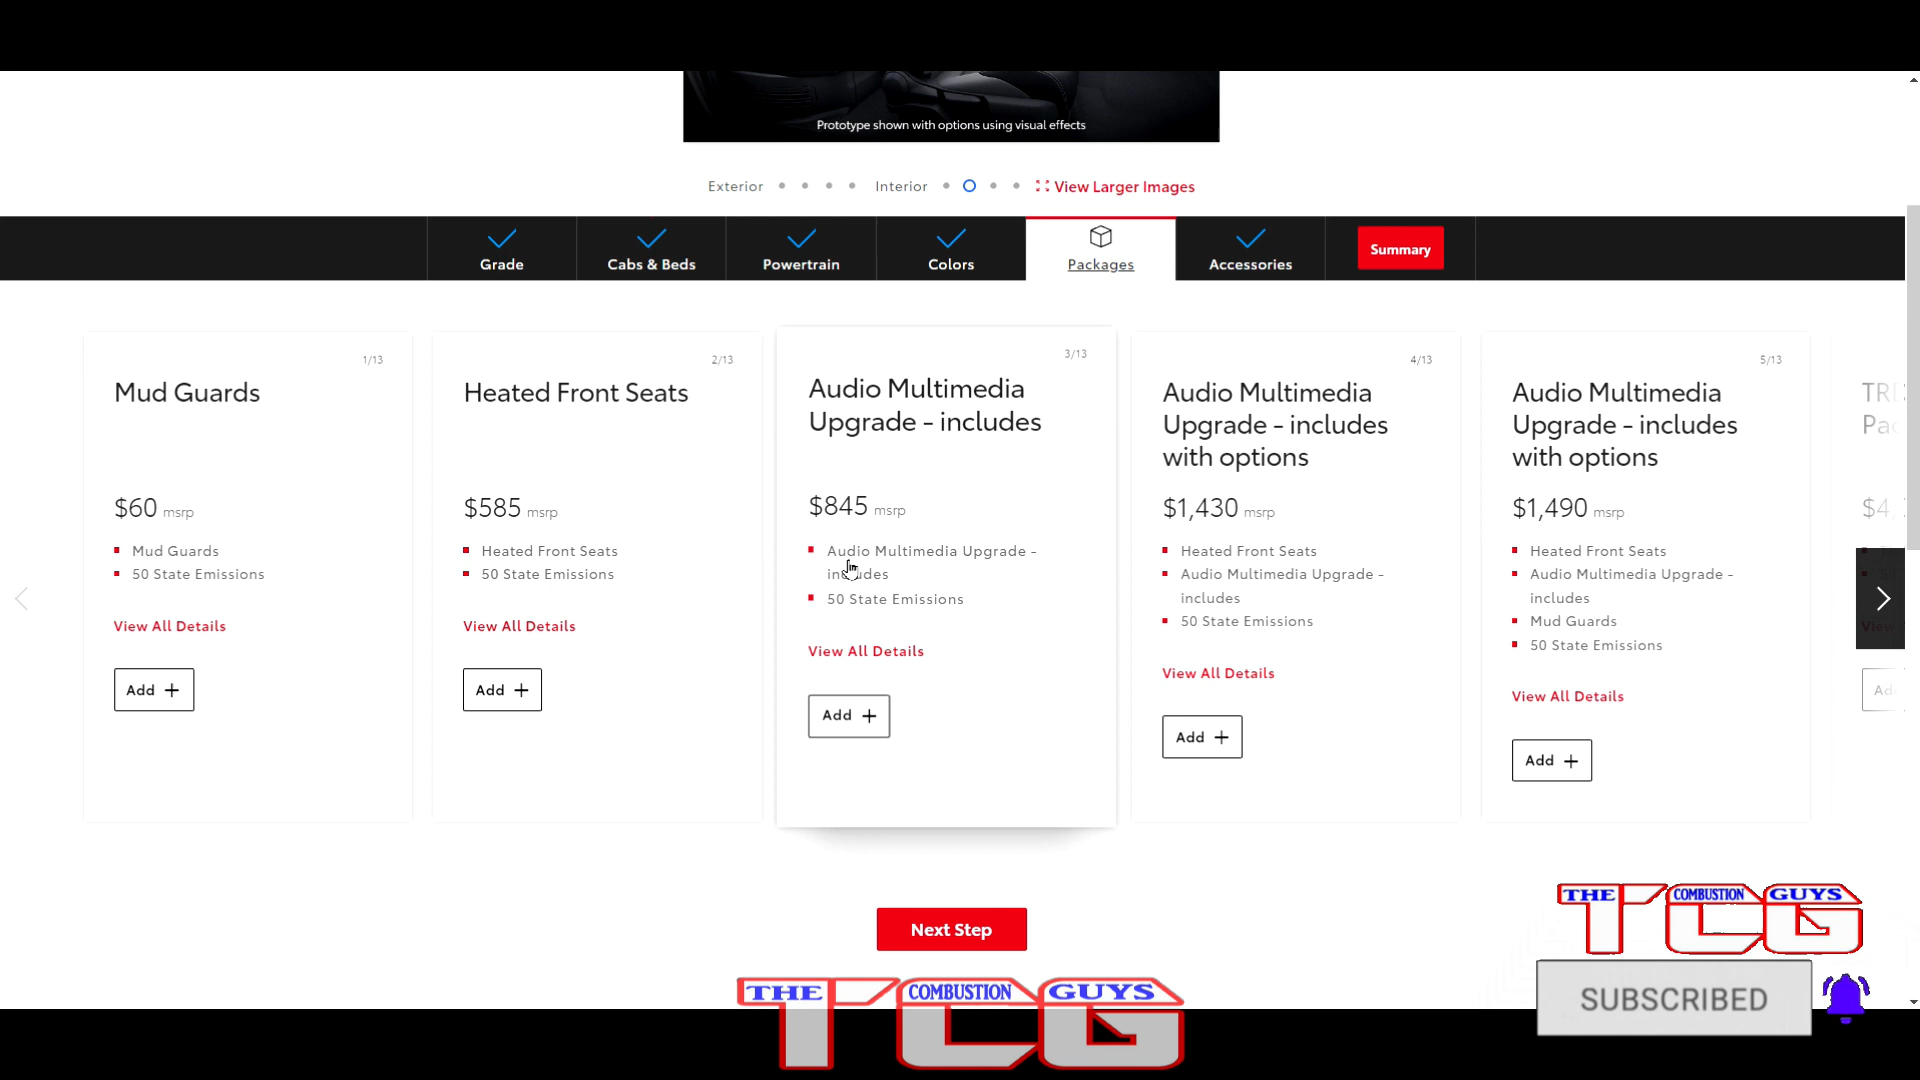 Prototype shown with options using visual effects
Exterior Interior View Larger Images
Grade Cabs & Beds Powertrain Colors Packages Accessories Summary
1/13
Mud Guards
$60 msrp
Mud Guards
50 State Emissions
View All Details
Add +
2/13
Heated Front Seats
$585 msrp
Heated Front Seats
50 State Emissions
View All Details
Add +
3/13
Audio Multimedia
Upgrade - includes
$845 msrp
Audio Multimedia Upgrade -
includes
50 State Emissions
View All Details
Add +
4/13
Audio Multimedia
Upgrade - includes
with options
$1,430 msrp
Heated Front Seats
Audio Multimedia Upgrade -
includes
50 State Emissions
View All Details
Add +
5/13
Audio Multimedia
Upgrade - includes
with options
$1,490 msrp
Heated Front Seats
Audio Multimedia Upgrade -
includes
Mud Guards
50 State Emissions
View All Details
Add +
Next Step
THE COMBUSTION GUYS
TCG
SUBSCRIBED
THE COMBUSTION GUYS
TCG